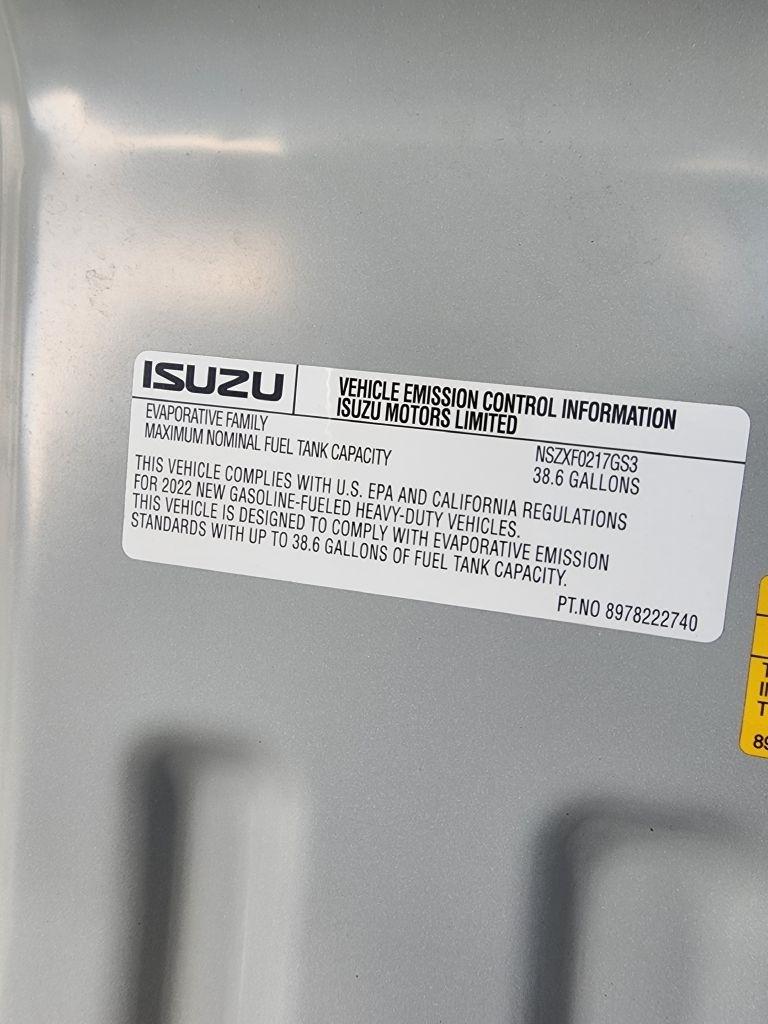 ISUZU
VEHICLE EMISSION CONTROL INFORMATION
ISUZU MOTORS LIMITED
EVAPORATIVE FAMILY NSZXF0217GS3
MAXIMUM NOMINAL FUEL TANK CAPACITY 38.6 GALLONS
THIS VEHICLE COMPLIES WITH U.S. EPA AND CALIFORNIA REGULATIONS
FOR 2022 NEW GASOLINE-FUELED HEAVY-DUTY VEHICLES.
THIS VEHICLE IS DESIGNED TO COMPLY WITH EVAPORATIVE EMISSION
STANDARDS WITH UP TO 38.6 GALLONS OF FUEL TANK CAPACITY.
PT.NO 8978222740